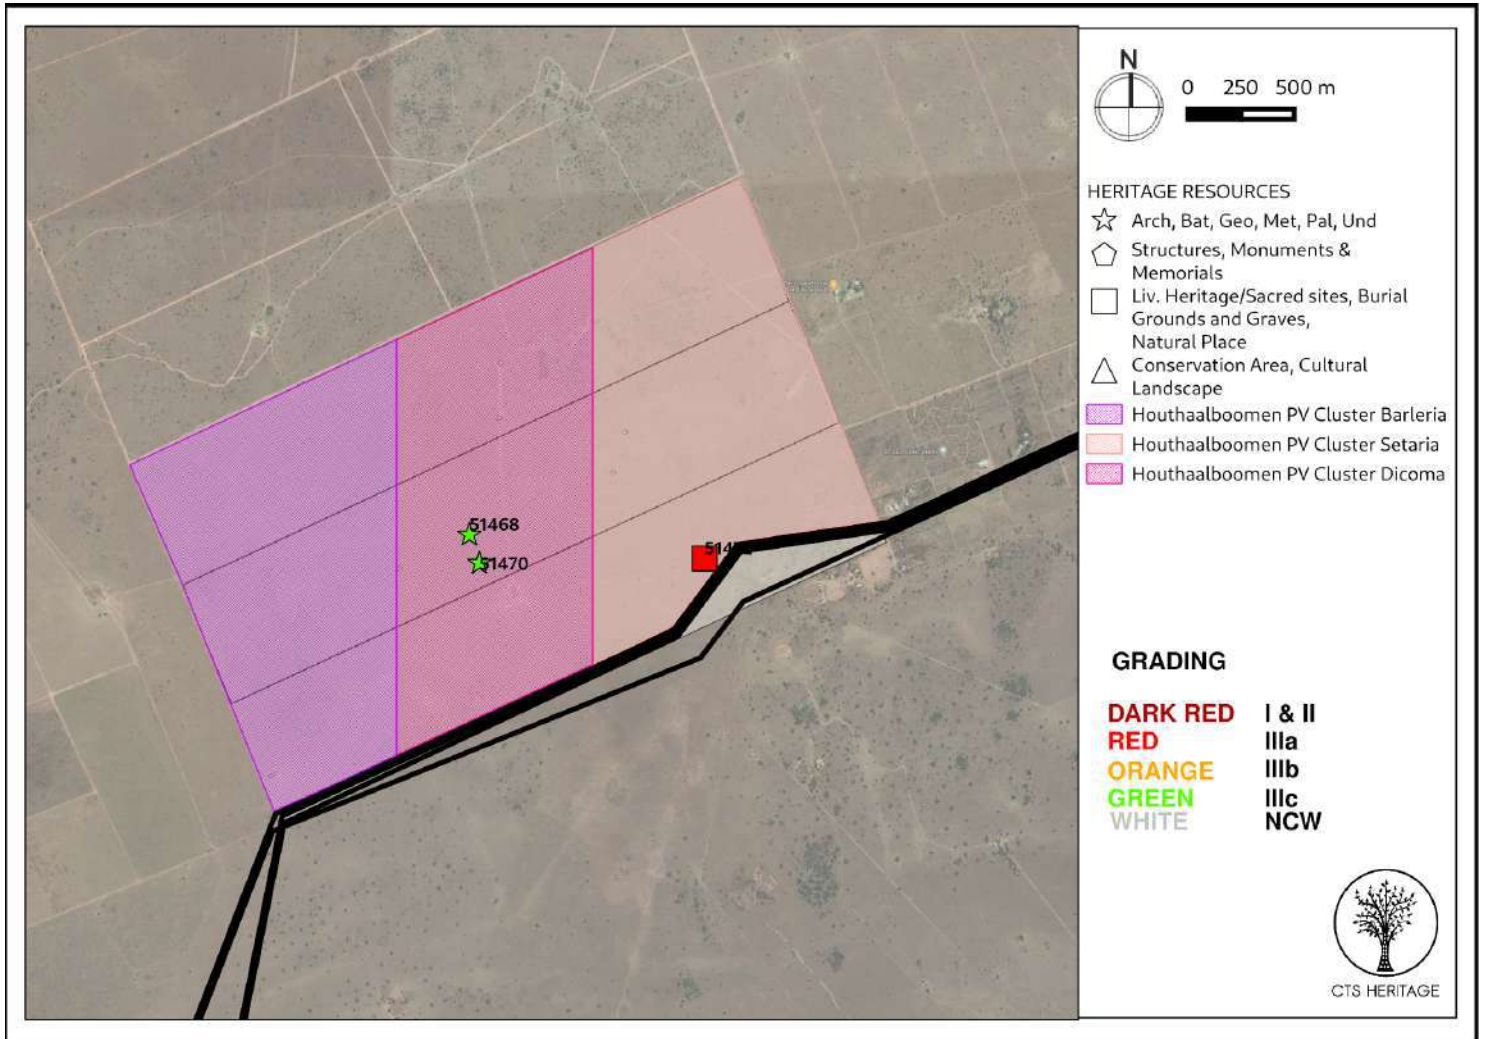 N
0 250 500 m
HERITAGE RESOURCES
Arch, Bat, Geo, Met, Pal, Und
Structures, Monuments &
Memorials
Liv. Heritage/Sacred sites, Burial
Grounds and Graves,
Natural Place
Conservation Area, Cultural
Landscape
Houthaalboomen PV Cluster Barleria
Houthaalboomen PV Cluster Setaria
Houthaalboomen PV Cluster Dicoma
51468
51470
GRADING
DARK RED I & II
RED IIIa
ORANGE IIIb
GREEN IIIc
WHITE NCW
CTS HERITAGE